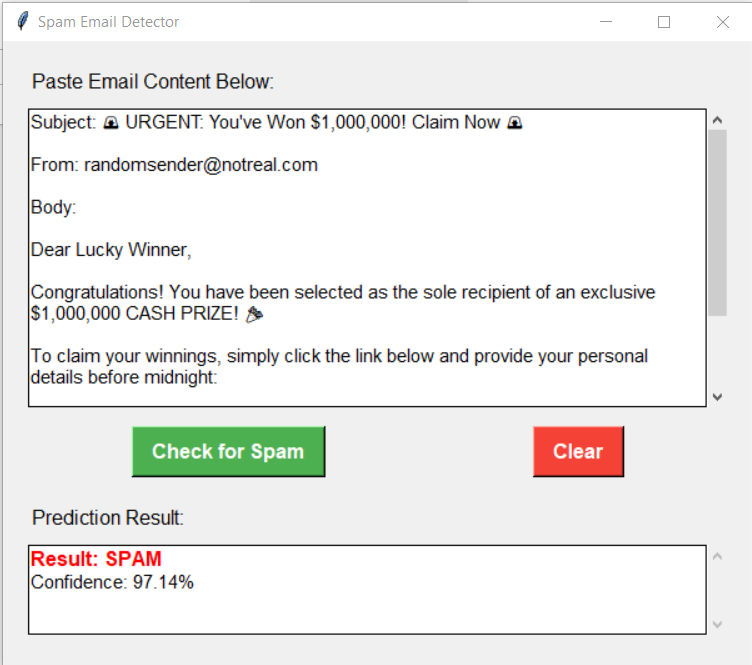 Spam Email Detector
Paste Email Content Below:
Subject: 🚨 URGENT: You've Won $1,000,000! Claim Now 🚨
From: randomsender@notreal.com
Body:
Dear Lucky Winner,
Congratulations! You have been selected as the sole recipient of an exclusive
$1,000,000 CASH PRIZE! 🎉
To claim your winnings, simply click the link below and provide your personal
details before midnight:
Check for Spam
Clear
Prediction Result:
Result: SPAM
Confidence: 97.14%